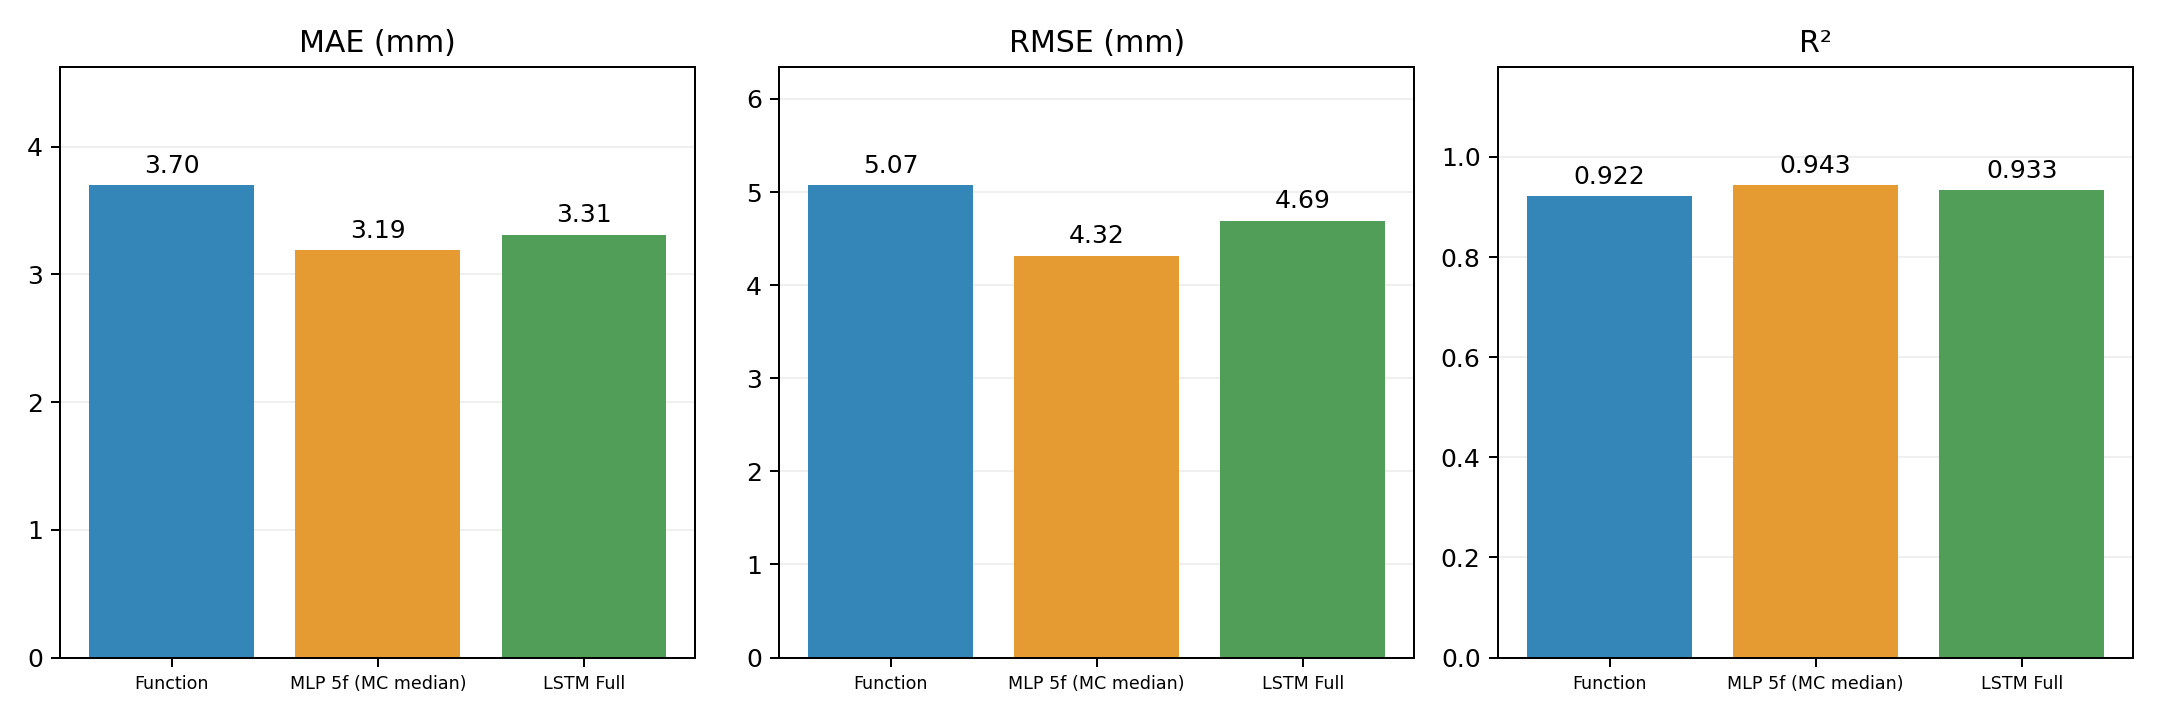 MAE (mm)
4
3
2
1
0
3.70
3.19
3.31
Function
MLP 5f (MC median)
LSTM Full
RMSE (mm)
6
5
4
3
2
1
0
5.07
4.32
4.69
Function
MLP 5f (MC median)
LSTM Full
R²
1.0
0.8
0.6
0.4
0.2
0.0
0.922
0.943
0.933
Function
MLP 5f (MC median)
LSTM Full